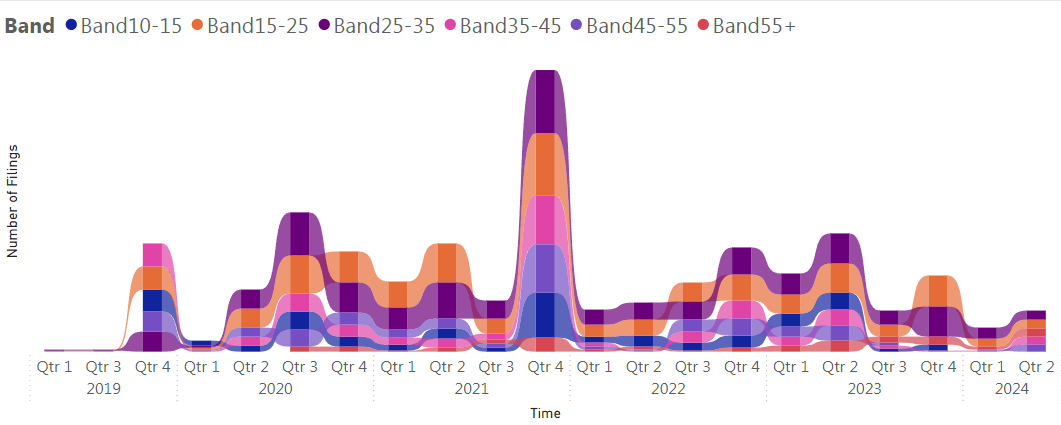 Band Band10-15 Band15-25 Band25-35 Band35-45 Band45-55 Band55+
Number of Filings
Qtr 1 Qtr 3 Qtr 4 Qtr 1 Qtr 2 Qtr 3 Qtr 4 Qtr 1 Qtr 2 Qtr 3 Qtr 4 Qtr 1 Qtr 2 Qtr 3 Qtr 4 Qtr 1 Qtr 2 Qtr 3 Qtr 4 Qtr 1 Qtr 2
2019 2020 2021 2022 2023 2024
Time